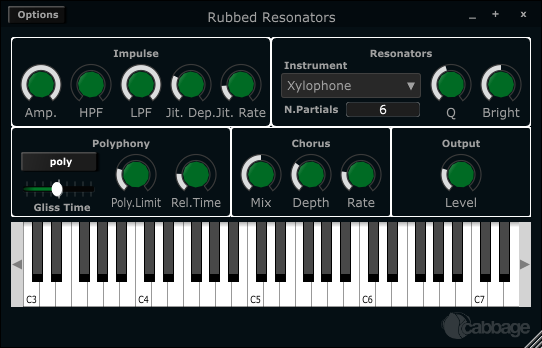 Options
Rubbed Resonators
_ + x
Impulse
Amp. HPF LPF Jit. Dep. Jit. Rate
Resonators
Instrument
Xylophone
N.Partials 6
Q Bright
Polyphony
poly
Gliss Time
Poly.Limit Rel.Time
Chorus
Mix Depth Rate
Output
Level
C3 C4 C5 C6 C7
cabbage